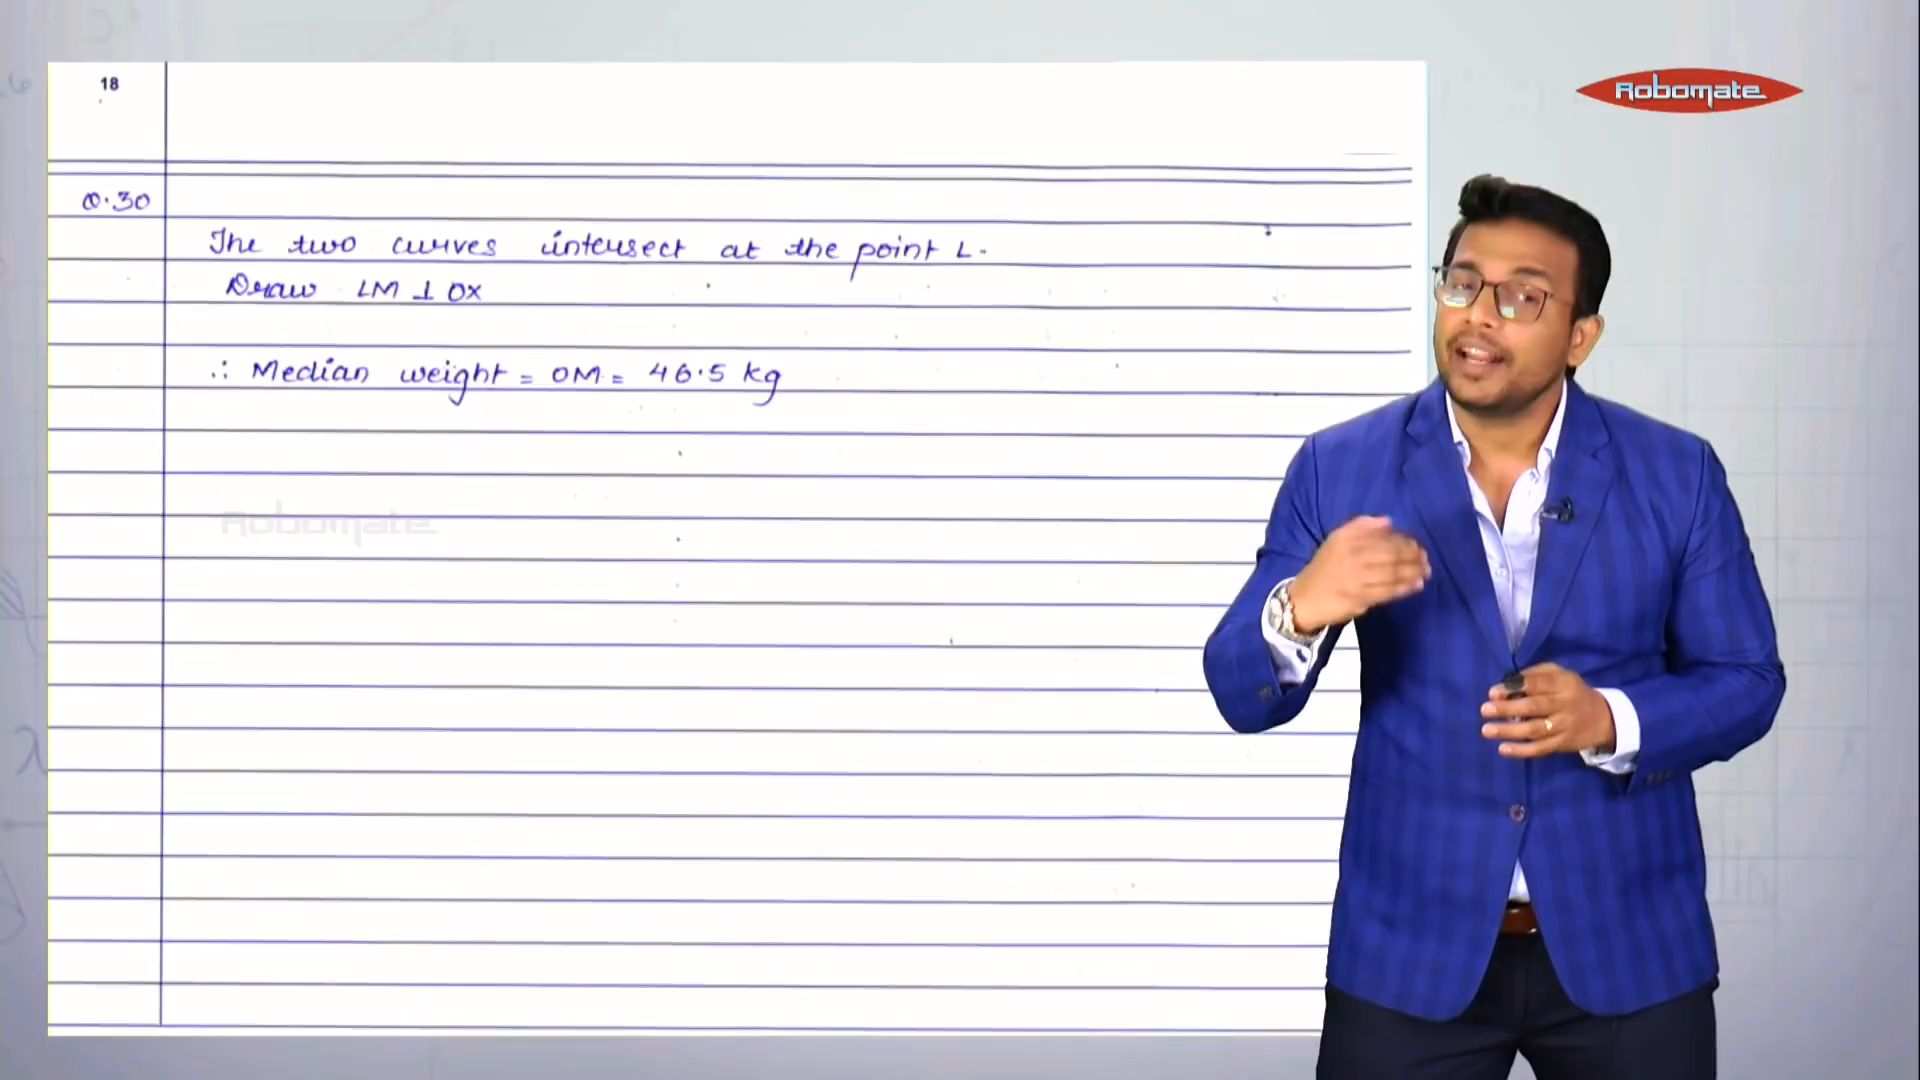 18
Robomate
Q.30
The two curves intersect at the point L.
Draw LM ⊥ OX
∴ Median weight = OM = 46.5 kg
Robomate